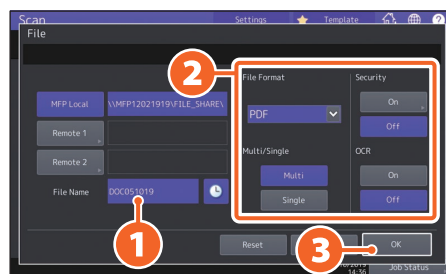 Scan
Settings
Template
File
2
File Format
Security
MFP Local
\\MFP12021919\FILE_SHARE\
On
PDF
Remote 1
Off
Multi/Single
OCR
Remote 2
Multi
On
File Name
DOC051019
Single
Off
1
Reset
3
OK
14:36
Job Status